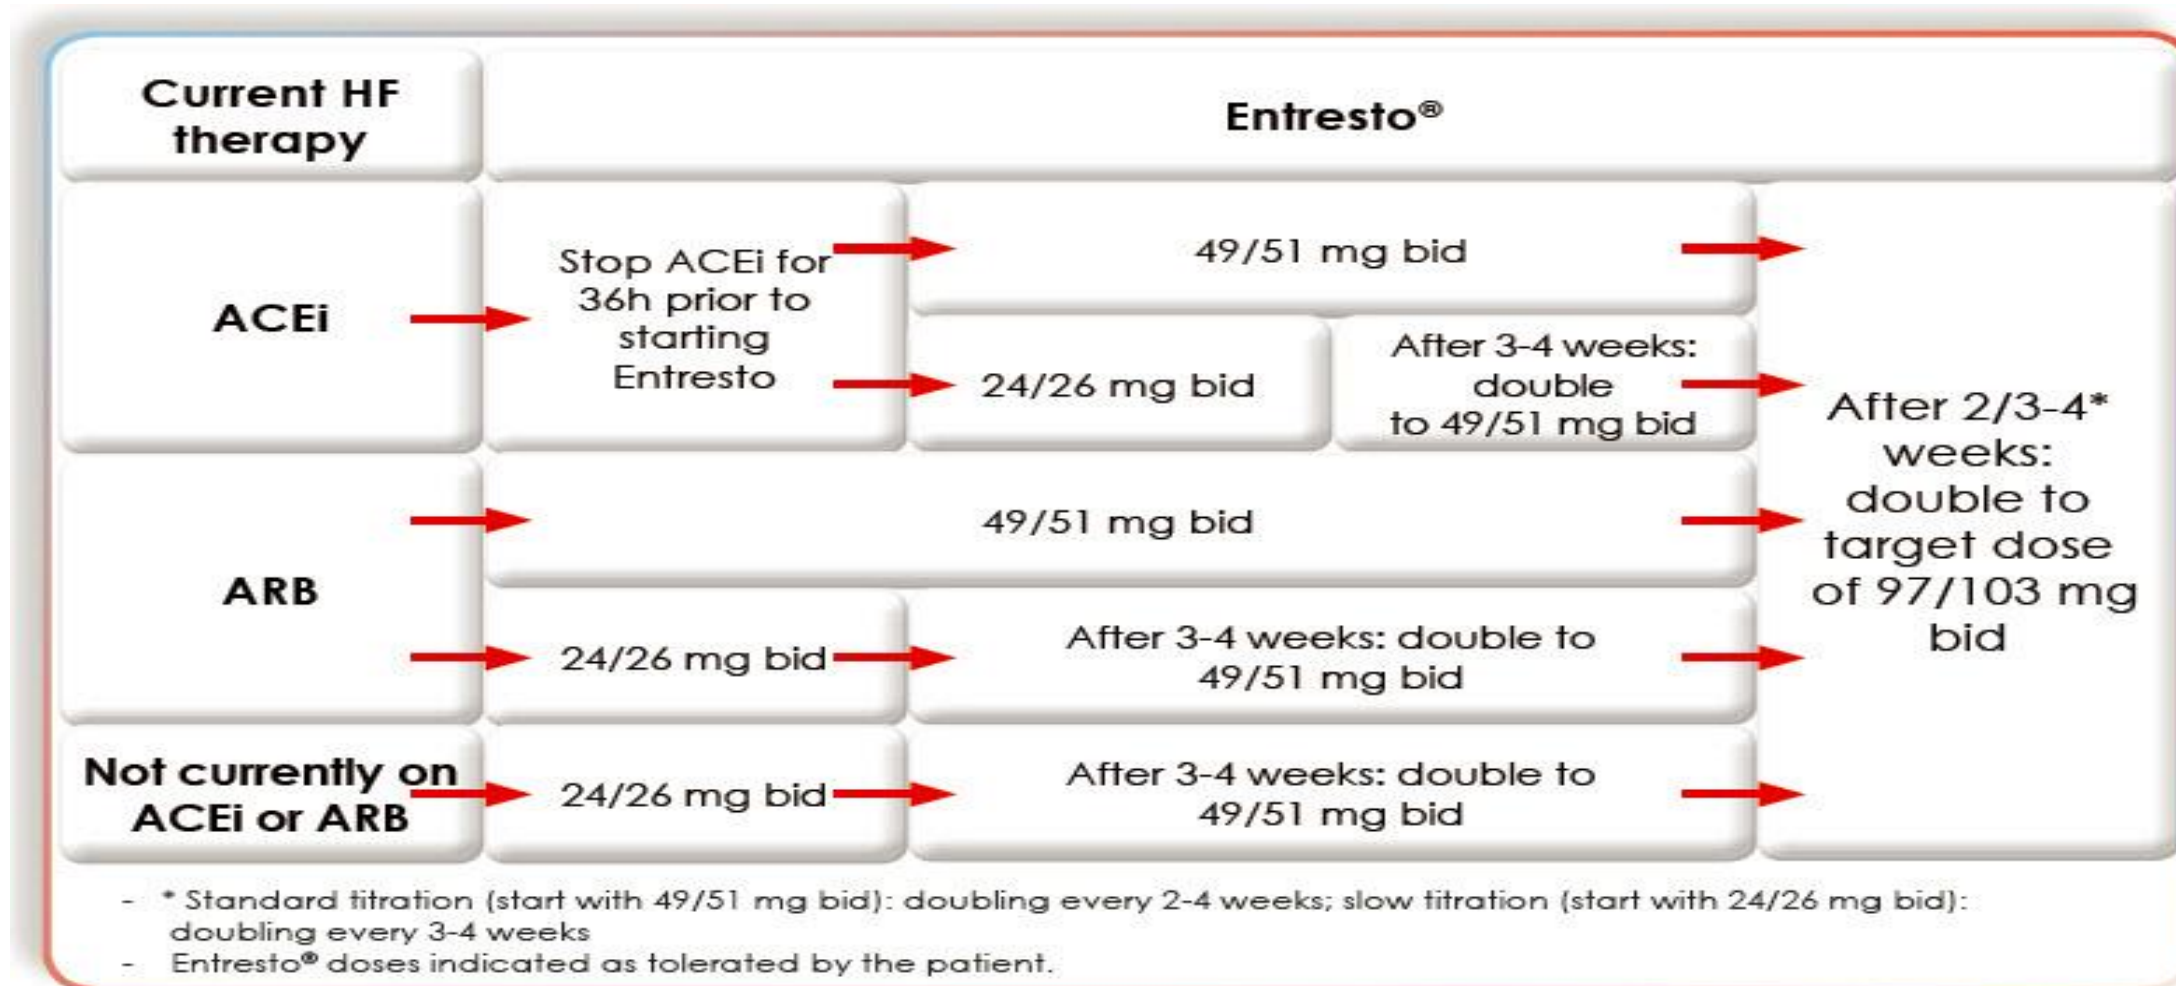 Current HF
therapy
Entresto®
ACEi
Stop ACEi for
36h prior to
starting
Entresto
49/51 mg bid
24/26 mg bid
After 3-4 weeks:
double
to 49/51 mg bid
ARB
49/51 mg bid
24/26 mg bid
After 3-4 weeks: double to
49/51 mg bid
Not currently on
ACEi or ARB
24/26 mg bid
After 3-4 weeks: double to
49/51 mg bid
After 2/3-4*
weeks:
double to
target dose
of 97/103 mg
bid
- * Standard titration (start with 49/51 mg bid): doubling every 2-4 weeks; slow titration (start with 24/26 mg bid):
doubling every 3-4 weeks
- Entresto® doses indicated as tolerated by the patient.